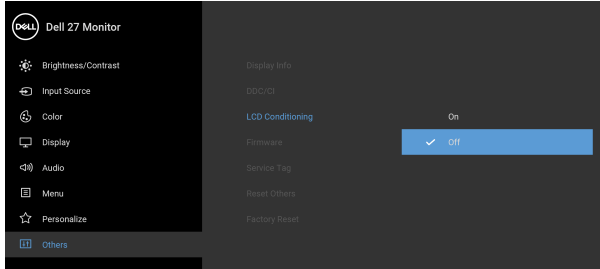 DELL Dell 27 Monitor
Brightness/Contrast
Input Source
Color
Display
Audio
Menu
Personalize
Others
Display Info
DDC/CI
LCD Conditioning
Firmware
Service Tag
Reset Others
Factory Reset
On
Off